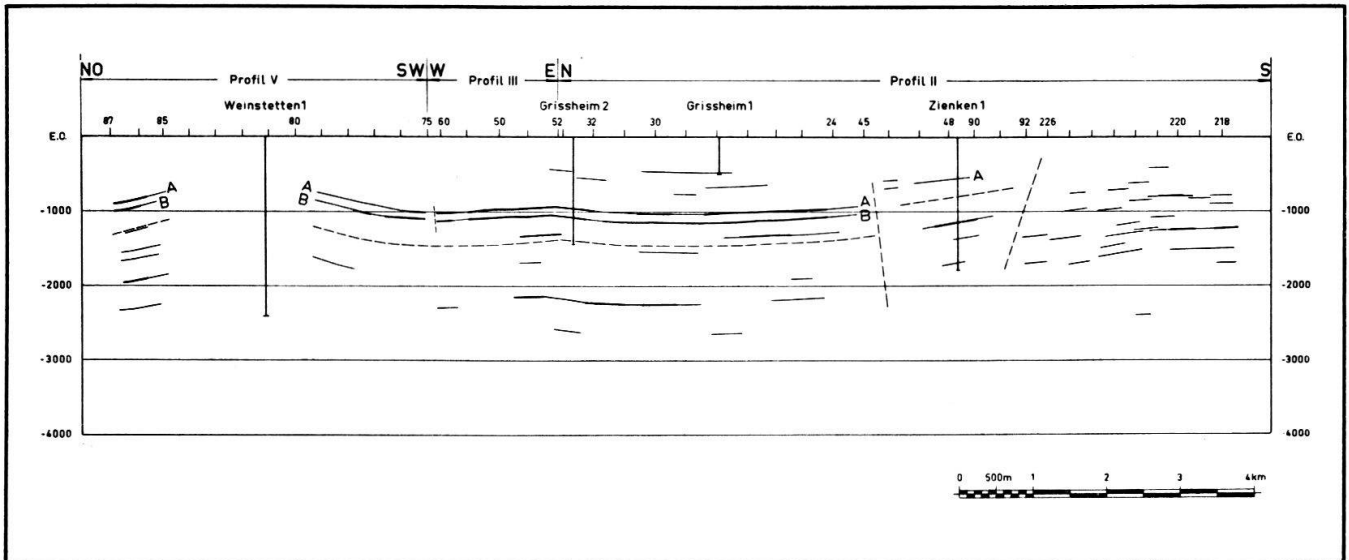 NO SW W E N S
Profil V Profil III Profil II
Weinstetten 1 Grissheim 2 Grissheim 1 Zienken 1
87 85 80 75 60 50 52 32 30 24 45 48 90 92 226 220 218
E.O. E.O.
A A A A
B B B
-1000 -1000
-2000 -2000
-3000 -3000
-4000 -4000
0 500m 1 2 3 4km